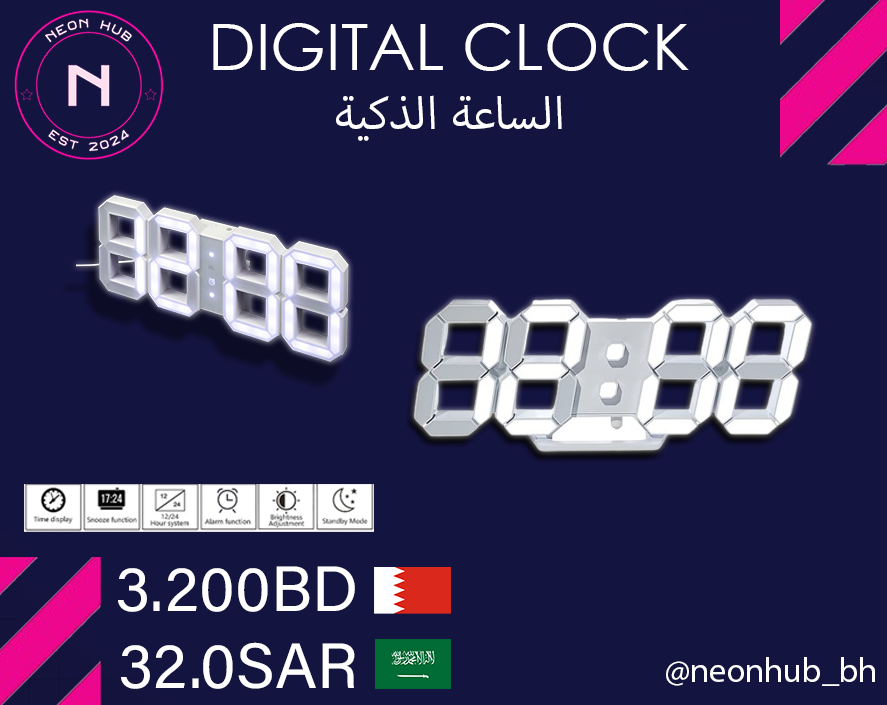 NEON HUB
N
EST 2024
DIGITAL CLOCK
الساعة الذكية
Time display
17:24
Snooze function
12/24
12/24
Hour system
Alarm function
Brightness
Adjustment
Standby Mode
3.200BD
32.0SAR
@neonhub_bh